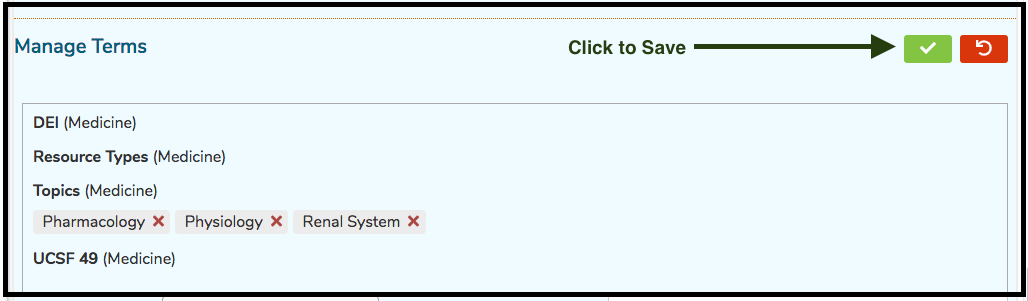 Manage Terms
Click to Save
DEI (Medicine)
Resource Types (Medicine)
Topics (Medicine)
Pharmacology Physiology Renal System
UCSF 49 (Medicine)